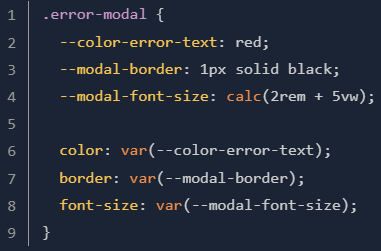 1 .error-modal {
2   --color-error-text: red;
3   --modal-border: 1px solid black;
4   --modal-font-size: calc(2rem + 5vw);
5
6   color: var(--color-error-text);
7   border: var(--modal-border);
8   font-size: var(--modal-font-size);
9 }